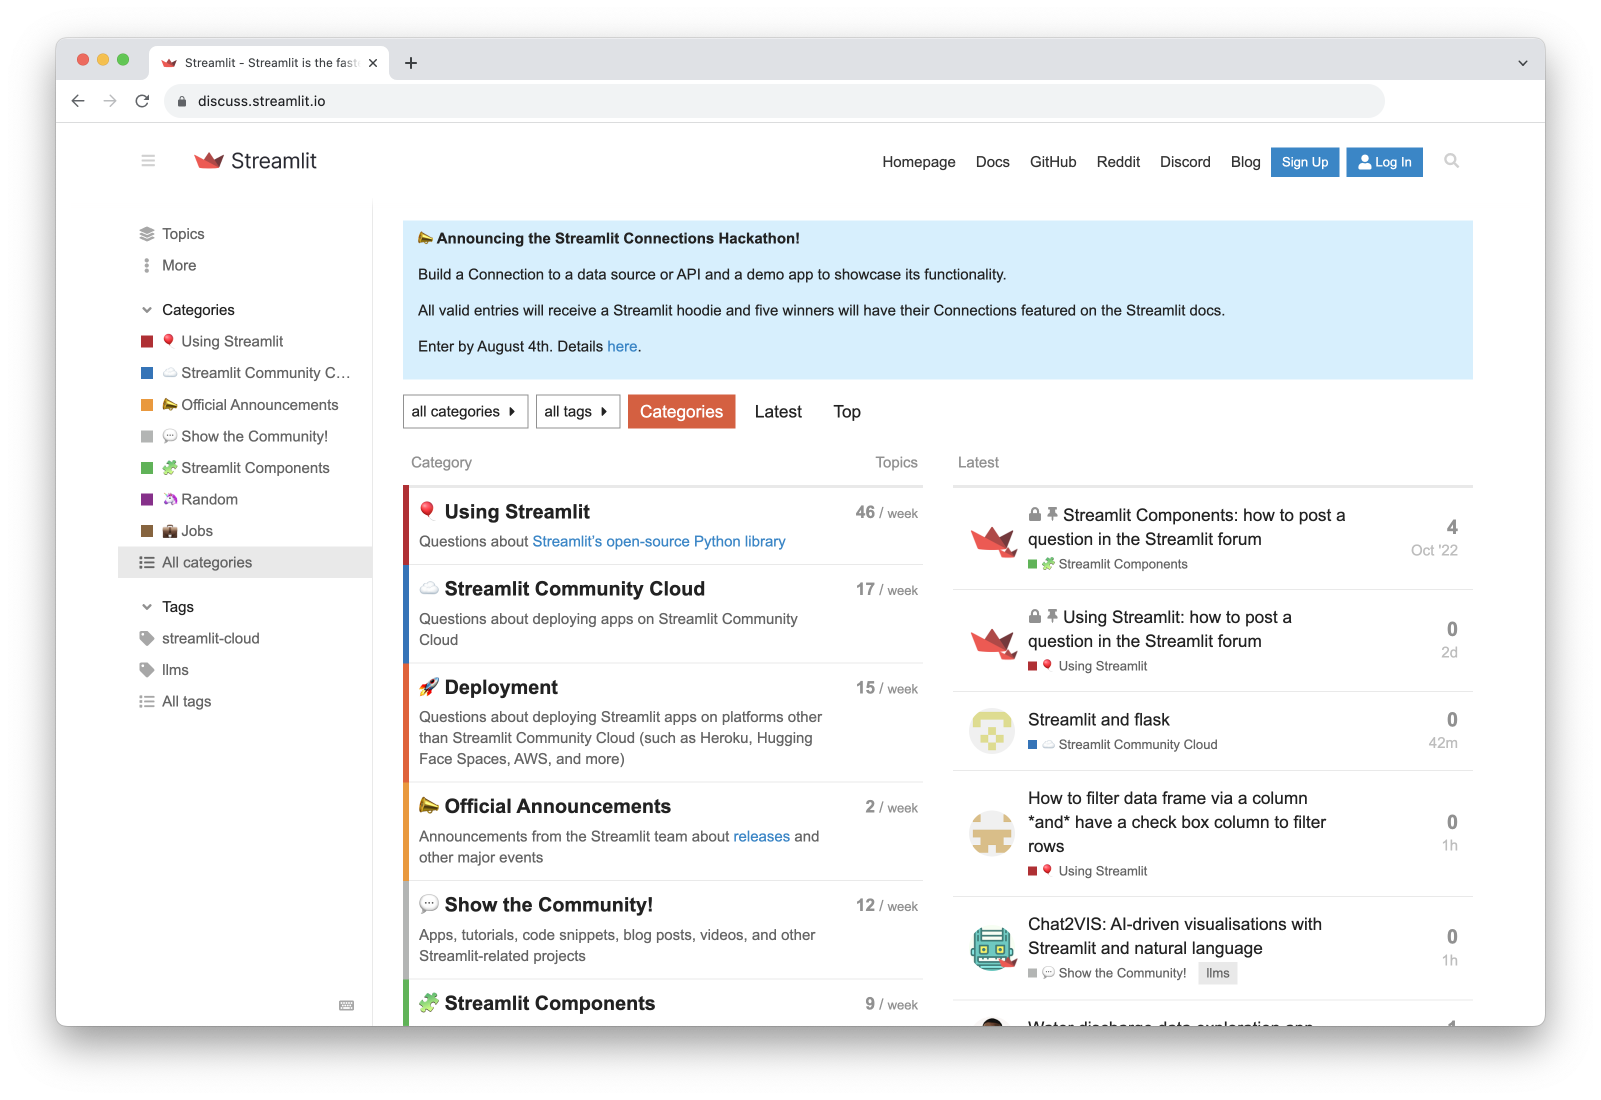 Streamlit - Streamlit is the fast
discuss.streamlit.io
Streamlit
Homepage Docs GitHub Reddit Discord Blog Sign Up Log In
Topics
More
Categories
Using Streamlit
Streamlit Community C...
Official Announcements
Show the Community!
Streamlit Components
Random
Jobs
All categories
Tags
streamlit-cloud
llms
All tags
Announcing the Streamlit Connections Hackathon!
Build a Connection to a data source or API and a demo app to showcase its functionality.
All valid entries will receive a Streamlit hoodie and five winners will have their Connections featured on the Streamlit docs.
Enter by August 4th. Details here.
all categories all tags Categories Latest Top
Category Topics
Using Streamlit 46 / week
Questions about Streamlit's open-source Python library
Streamlit Community Cloud 17 / week
Questions about deploying apps on Streamlit Community
Cloud
Deployment 15 / week
Questions about deploying Streamlit apps on platforms other
than Streamlit Community Cloud (such as Heroku, Hugging
Face Spaces, AWS, and more)
Official Announcements 2 / week
Announcements from the Streamlit team about releases and
other major events
Show the Community! 12 / week
Apps, tutorials, code snippets, blog posts, videos, and other
Streamlit-related projects
Streamlit Components 9 / week
Latest
Streamlit Components: how to post a 4
question in the Streamlit forum Oct '22
Streamlit Components
Using Streamlit: how to post a 0
question in the Streamlit forum 2d
Using Streamlit
Streamlit and flask 0
Streamlit Community Cloud 42m
How to filter data frame via a column
*and* have a check box column to filter 0
rows 1h
Using Streamlit
Chat2VIS: AI-driven visualisations with 0
Streamlit and natural language 1h
Show the Community! llms
Water discharge data exploration app 1